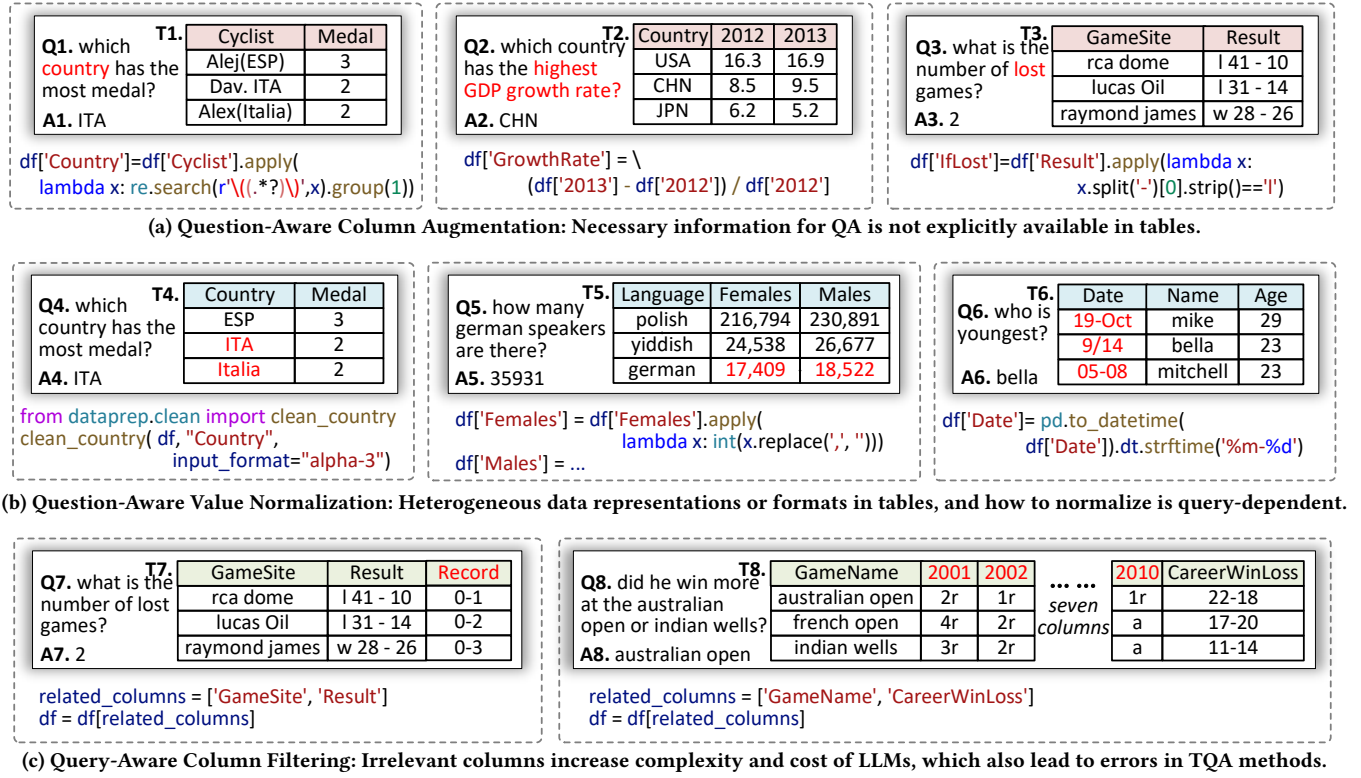 T1.
Q1. which
country has the
most medal?
A1. ITA
Cyclist Medal
Alej(ESP) 3
Dav. ITA 2
Alex(Italia) 2
df['Country']=df['Cyclist'].apply(
lambda x: re.search(r'\((.*?)\)',x).group(1))
T2.
Q2. which country
has the highest
GDP growth rate?
A2. CHN
Country 2012 2013
USA 16.3 16.9
CHN 8.5 9.5
JPN 6.2 5.2
df['GrowthRate'] = \
(df['2013'] - df['2012']) / df['2012']
T3.
Q3. what is the
number of lost
games?
A3. 2
GameSite Result
rca dome l 41 - 10
lucas Oil l 31 - 14
raymond james w 28 - 26
df['IfLost']=df['Result'].apply(lambda x:
x.split('-')[0].strip()=='l')
(a) Question-Aware Column Augmentation: Necessary information for QA is not explicitly available in tables.
T4.
Q4. which
country has the
most medal?
A4. ITA
Country Medal
ESP 3
ITA 2
Italia 2
from dataprep.clean import clean_country
clean_country( df, "Country",
input_format="alpha-3")
T5.
Q5. how many
german speakers
are there?
A5. 35931
Language Females Males
polish 216,794 230,891
yiddish 24,538 26,677
german 17,409 18,522
df['Females'] = df['Females'].apply(
lambda x: int(x.replace(',', '')))
df['Males'] = ...
T6.
Q6. who is
youngest?
A6. bella
Date Name Age
19-Oct mike 29
9/14 bella 23
05-08 mitchell 23
df['Date']= pd.to_datetime(
df['Date']).dt.strftime('%m-%d')
(b) Question-Aware Value Normalization: Heterogeneous data representations or formats in tables, and how to normalize is query-dependent.
T7.
Q7. what is the
number of lost
games?
A7. 2
GameSite Result Record
rca dome l 41 - 10 0-1
lucas Oil l 31 - 14 0-2
raymond james w 28 - 26 0-3
related_columns = ['GameSite', 'Result']
df = df[related_columns]
T8.
Q8. did he win more
at the australian
open or indian wells?
A8. australian open
GameName 2001 2002 ... ... 2010 CareerWinLoss
australian open 2r 1r seven 1r 22-18
french open 4r 2r columns a 17-20
indian wells 3r 2r a 11-14
related_columns = ['GameName', 'CareerWinLoss']
df = df[related_columns]
(c) Query-Aware Column Filtering: Irrelevant columns increase complexity and cost of LLMs, which also lead to errors in TQA methods.